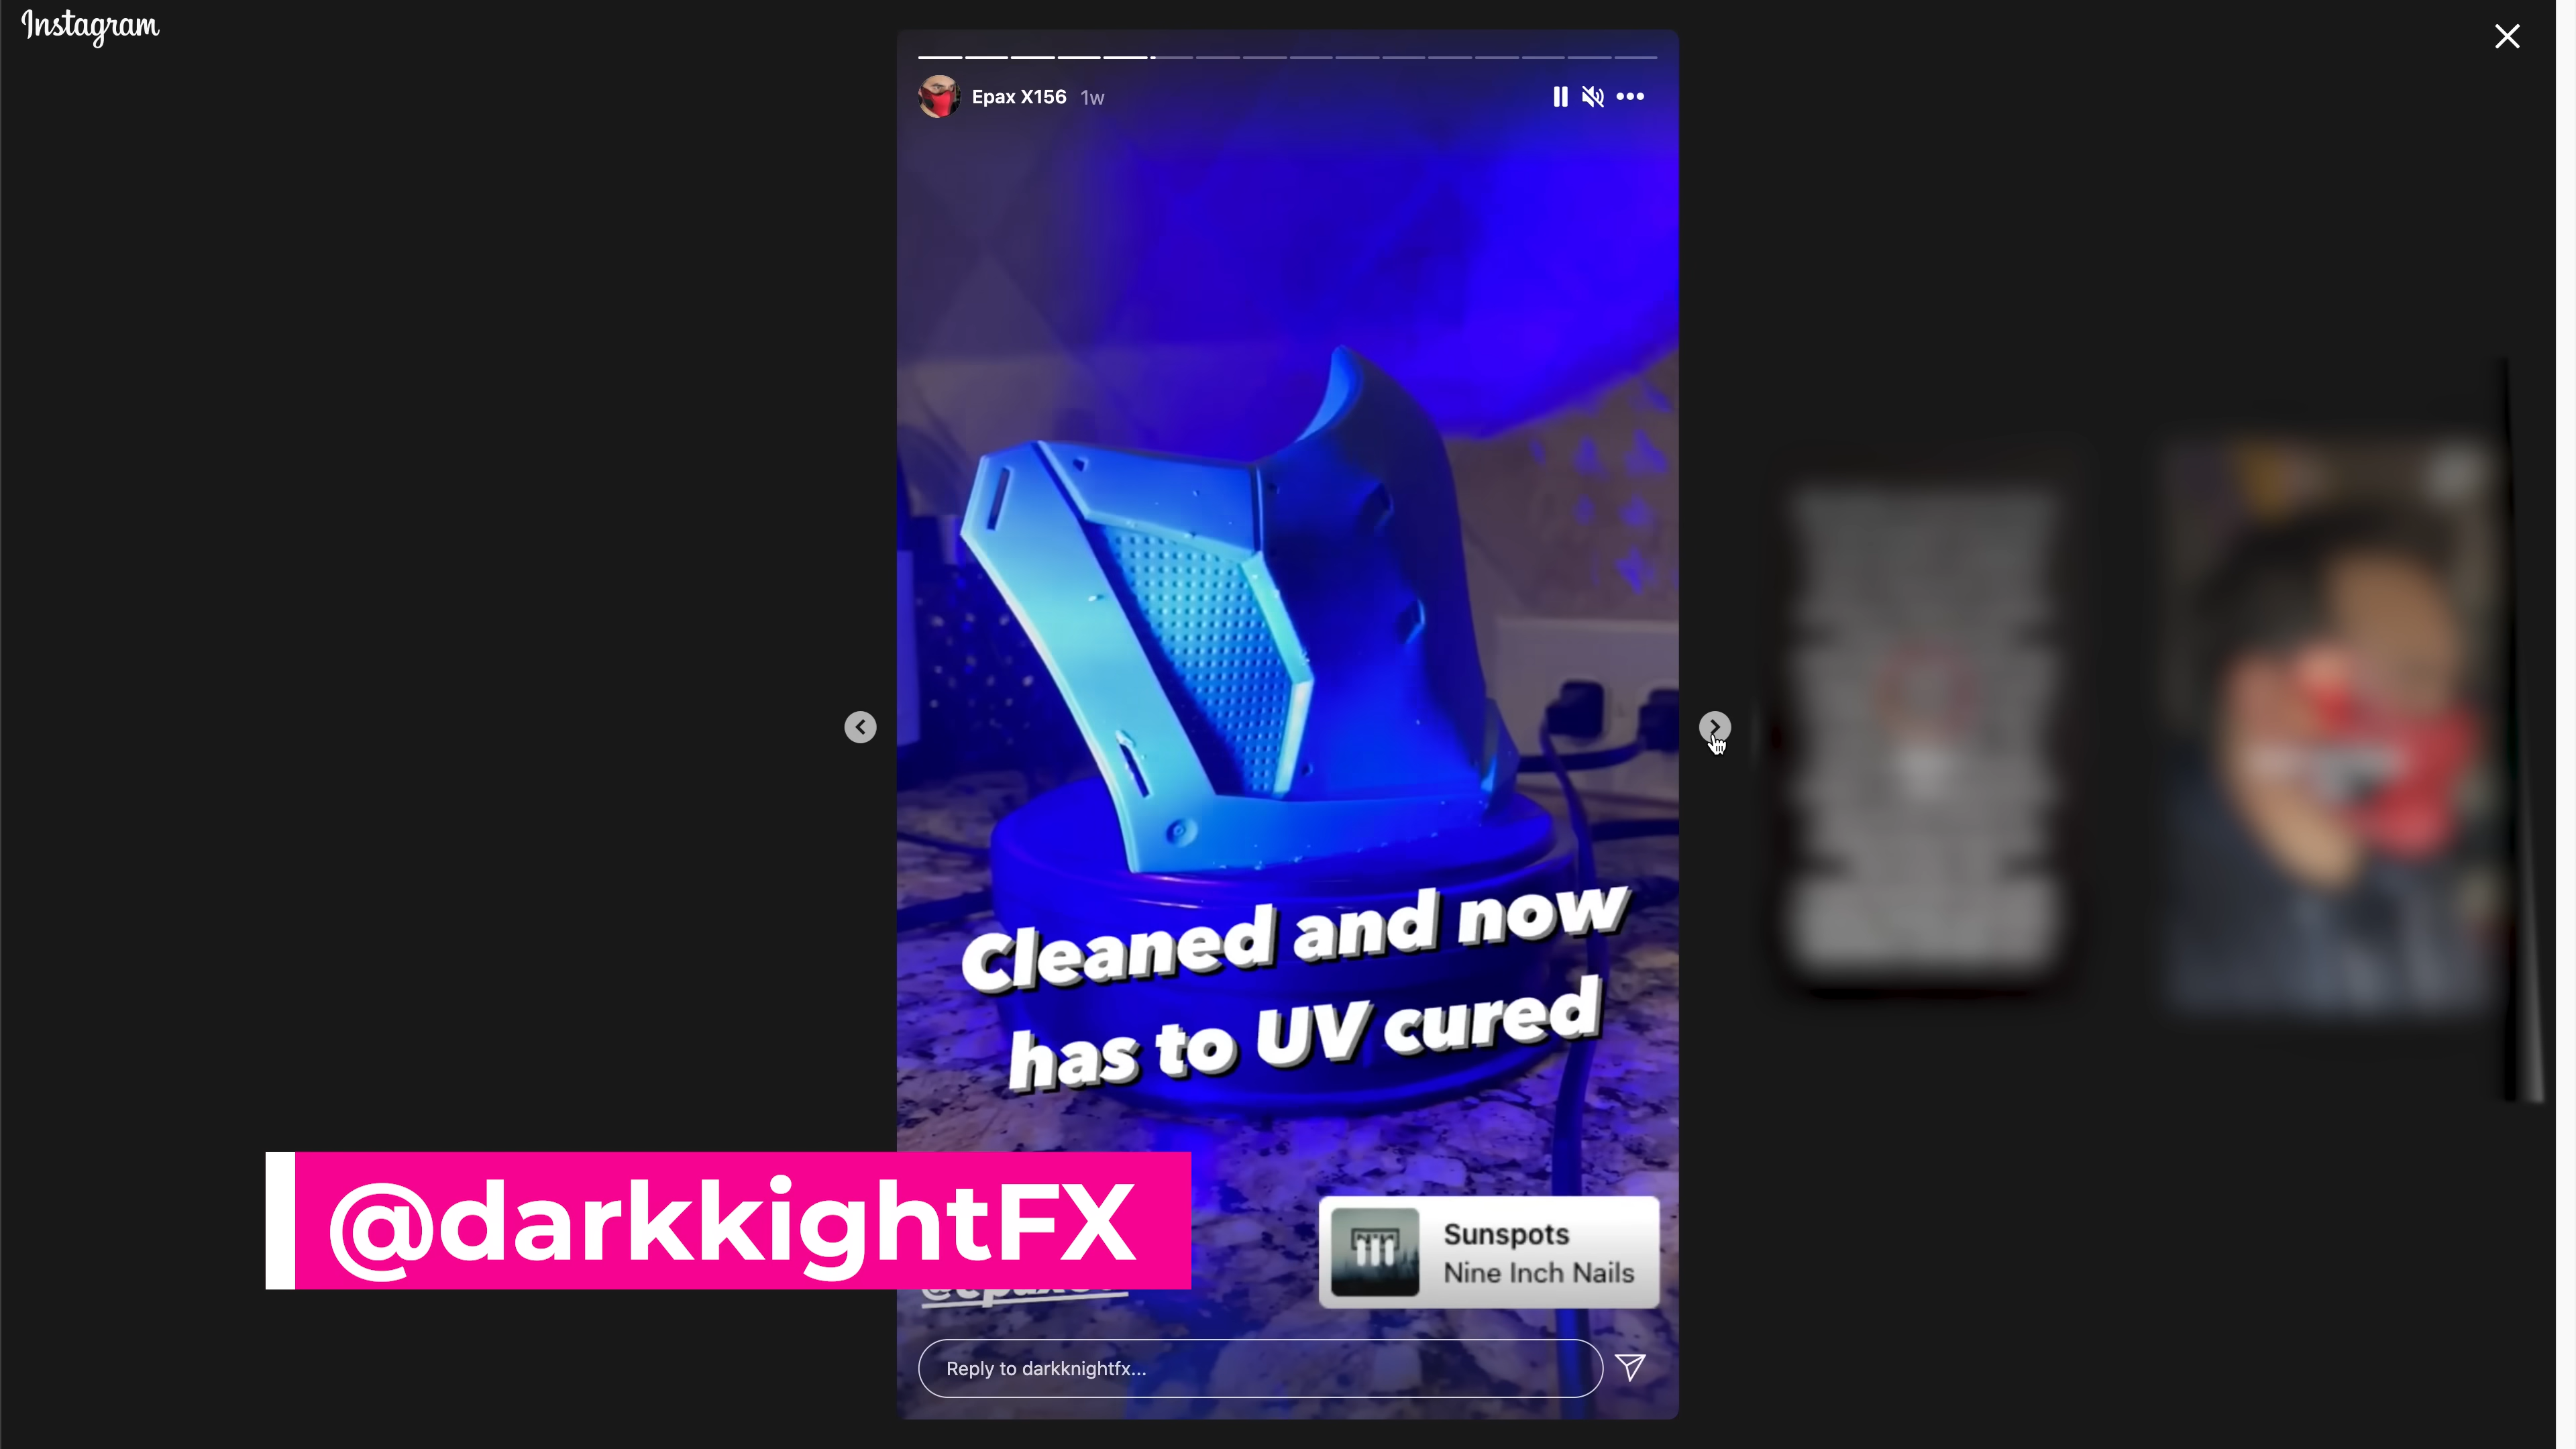 Instagram
Epax X156 1w
Cleaned and now
has to UV cured
@darkkightFX
Sunspots
Nine Inch Nails
Reply to darkknightfx...